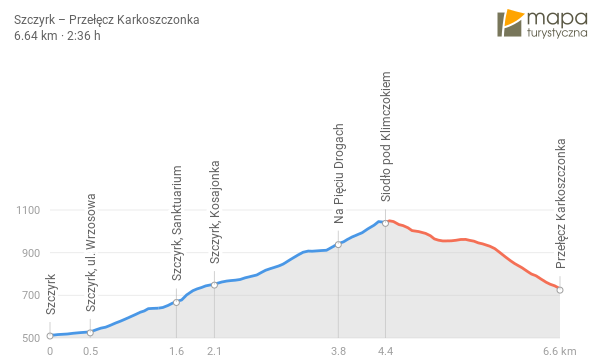 Szczyrk – Przełęcz Karkoszczonka
6.64 km · 2:36 h
mapa
turystyczna
Szczyrk
Szczyrk, ul. Wrzosowa
Szczyrk, Sanktuarium
Szczyrk, Kosajonka
Na Pięciu Drogach
Siodło pod Klimczokiem
Przełęcz Karkoszczonka
1100
900
700
500
0
0.5
1.6
2.1
3.8
4.4
6.6 km